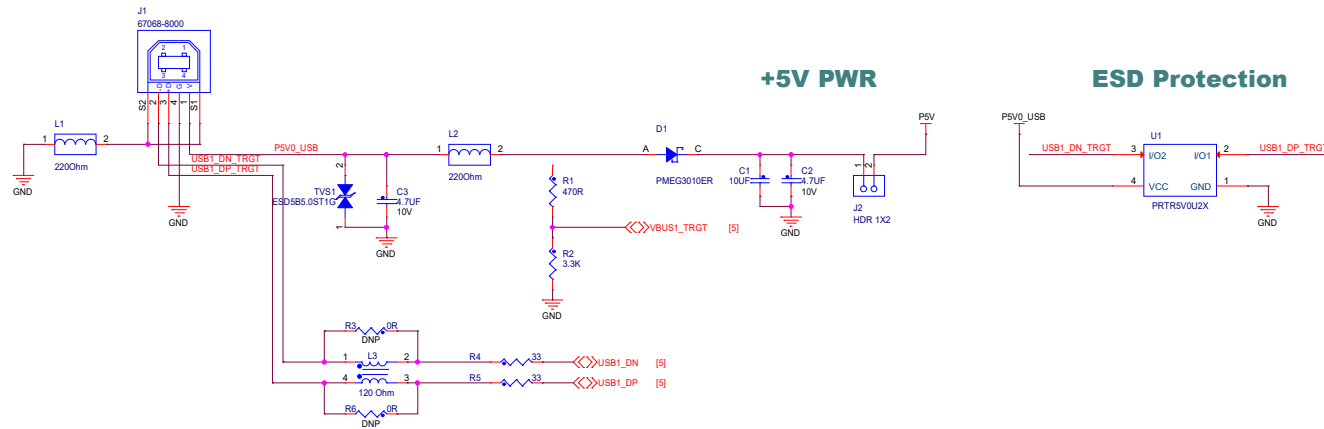 J1
67068-8000
2 1
3 4
-D
+D
G
V
S2
2
3
4
1
S1
L1
1 2
220Ohm
GND
GND
USB1_DN_TRGT
USB1_DP_TRGT
P5V0_USB
2
TVS1
ESD5B5.0ST1G
1
GND
C3
4.7UF
10V
GND
L2
1 2
220Ohm
R1
470R
VBUS1_TRGT [5]
R2
3.3K
GND
+5V PWR
D1
A C
PMEG3010ER
C1
10UF
C2
4.7UF
10V
GND
P5V
1
2
J2
HDR 1X2
ESD Protection
P5V0_USB
U1
USB1_DN_TRGT 3 I/O2 I/O1 2 USB1_DP_TRGT
4 VCC GND 1
PRTR5V0U2X
GND
R3 0R
DNP
1 L3 2
4 3
120 Ohm
R6 0R
DNP
R4 33 USB1_DN [5]
R5 33 USB1_DP [5]